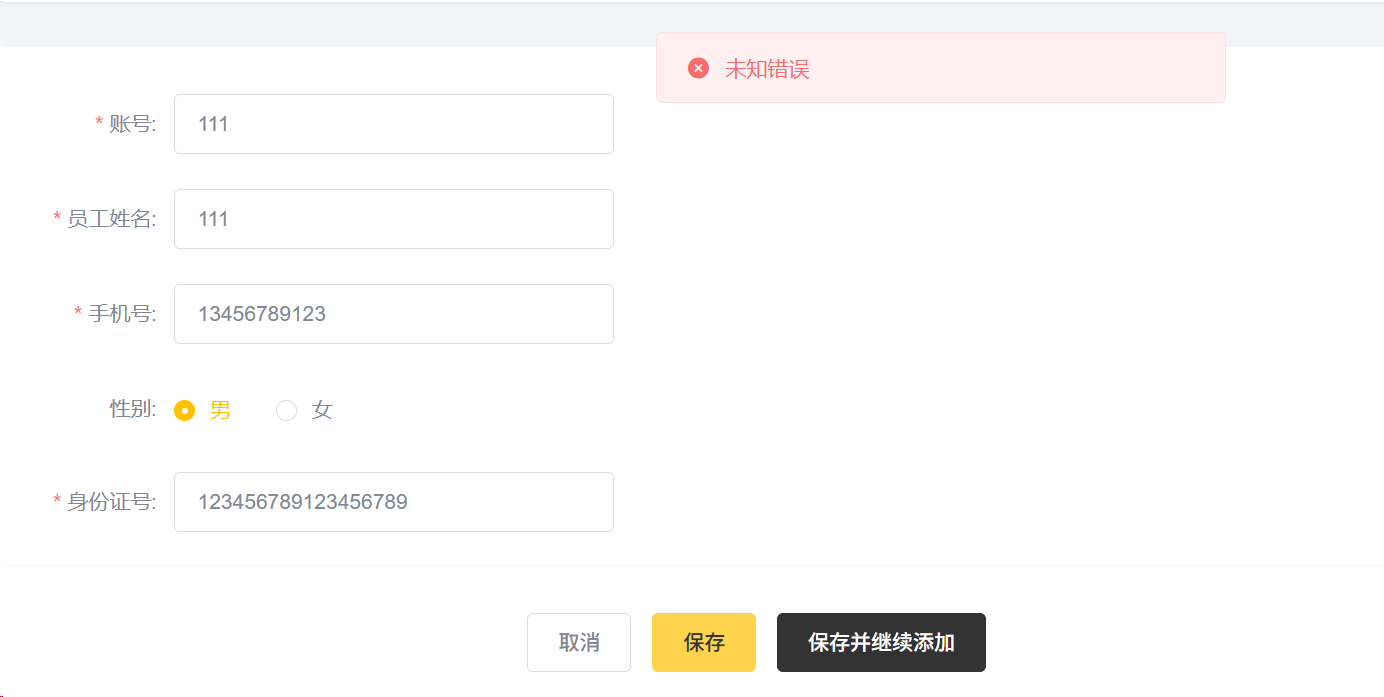 未知错误
* 账号: 111
* 员工姓名: 111
* 手机号: 13456789123
性别: 男 女
* 身份证号: 123456789123456789
取消 保存 保存并继续添加